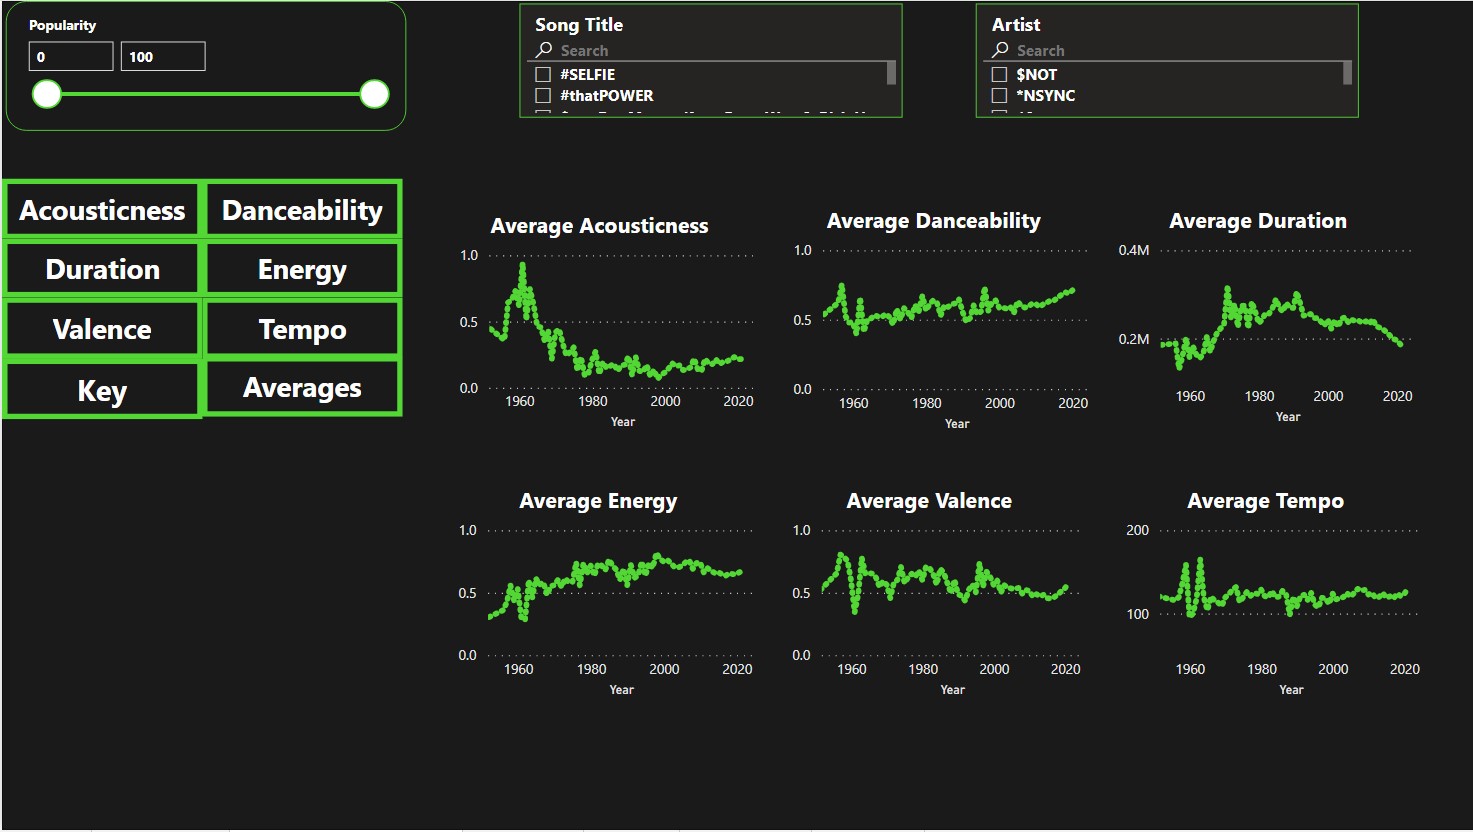 Popularity
0 100
Song Title
Search
#SELFIE
#thatPOWER
Artist
Search
$NOT
*NSYNC
Acousticness Danceability
Duration Energy
Valence Tempo
Key Averages
Average Acousticness
1.0
0.5
0.0
1960 1980 2000 2020
Year
Average Danceability
1.0
0.5
0.0
1960 1980 2000 2020
Year
Average Duration
0.4M
0.2M
1960 1980 2000 2020
Year
Average Energy
1.0
0.5
0.0
1960 1980 2000 2020
Year
Average Valence
1.0
0.5
0.0
1960 1980 2000 2020
Year
Average Tempo
200
100
1960 1980 2000 2020
Year